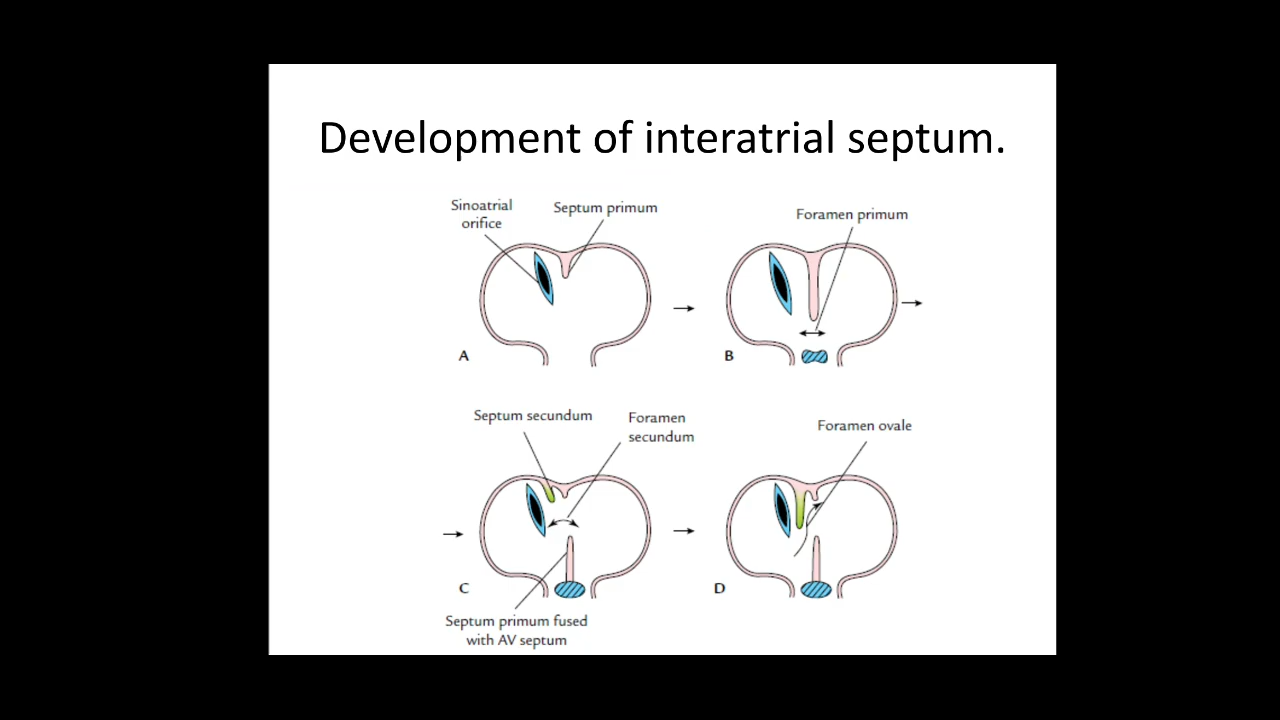 Development of interatrial septum.
Sinoatrial
orifice
Septum primum
Foramen primum
A
B
Septum secundum
Foramen
secundum
Foramen ovale
C
D
Septum primum fused
with AV septum